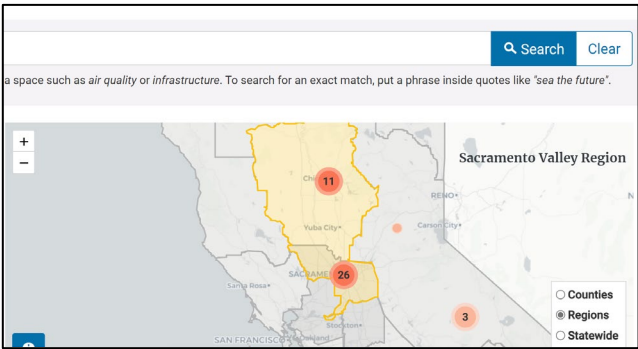 Search Clear
a space such as air quality or infrastructure. To search for an exact match, put a phrase inside quotes like "sea the future".
+
−
Sacramento Valley Region
11
RENO
N
Carson City
Yuba City
26
Santa Rosa
Counties
Regions
3
Stockton
Statewide
SAN FRANCISCO